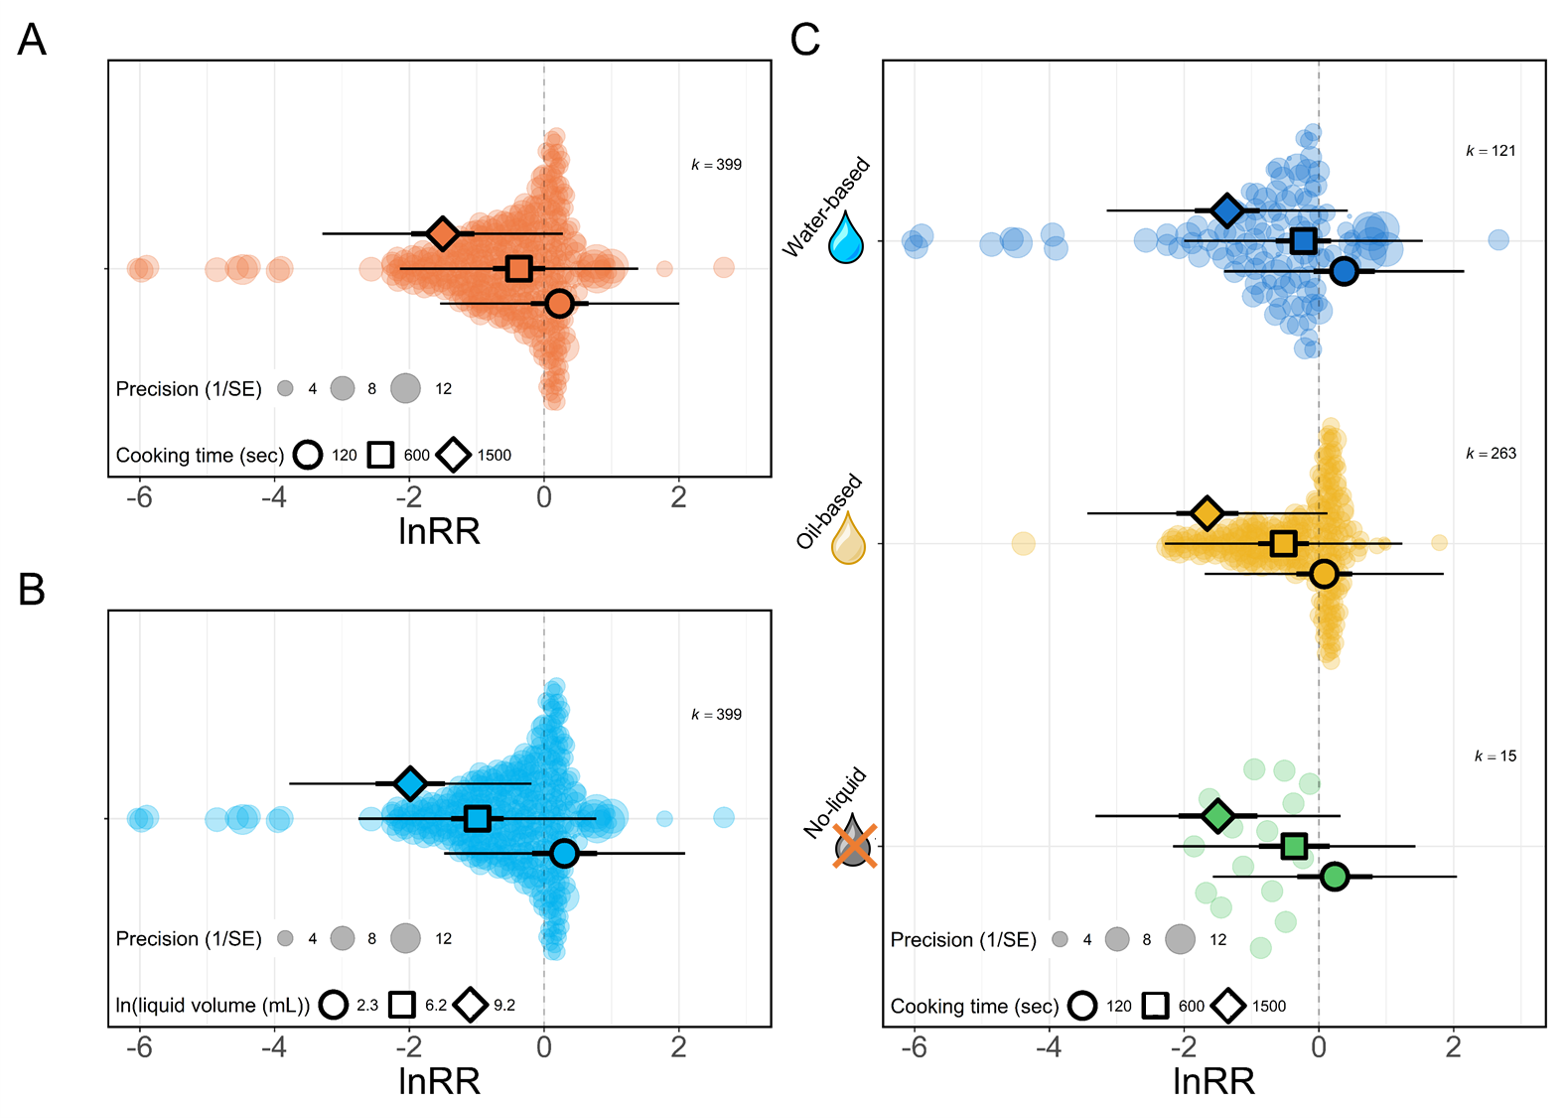 A
k = 399
Precision (1/SE) 4 8 12
Cooking time (sec) 120 600 1500
-6 -4 -2 0 2
lnRR
B
k = 399
Precision (1/SE) 4 8 12
ln(liquid volume (mL)) 2.3 6.2 9.2
-6 -4 -2 0 2
lnRR
C
Water-based
k = 121
Oil-based
k = 263
No-liquid
k = 15
Precision (1/SE) 4 8 12
Cooking time (sec) 120 600 1500
-6 -4 -2 0 2
lnRR